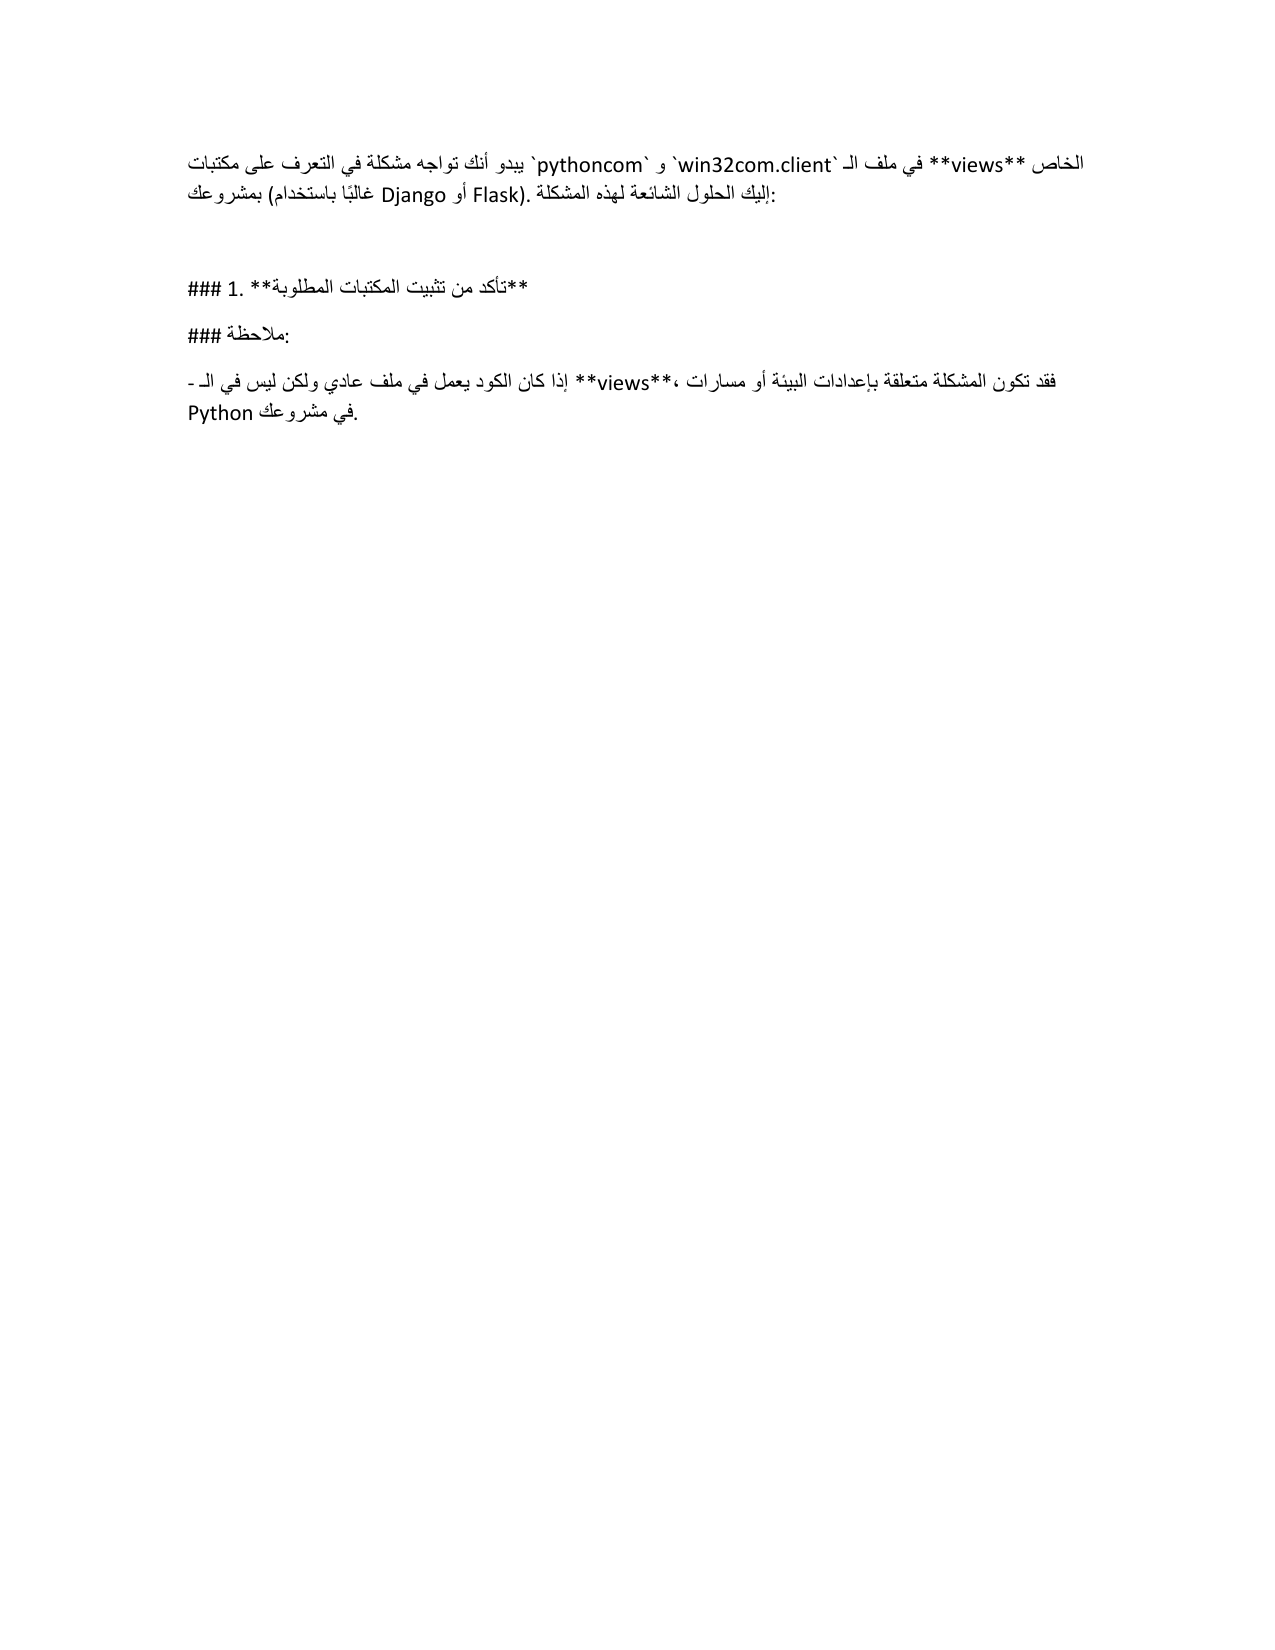 يبدو أنك تواجه مشكلة في التعرف على مكتبات `pythoncom` و `win32com.client` في ملف الـ **views** الخاص
بمشروعك (غالبًا باستخدام Django أو Flask). إليك الحلول الشائعة لهذه المشكلة:
### 1. **تأكد من تثبيت المكتبات المطلوبة**
### ملاحظة:
- إذا كان الكود يعمل في ملف عادي ولكن ليس في الـ **views**، فقد تكون المشكلة متعلقة بإعدادات البيئة أو مسارات
Python في مشروعك.